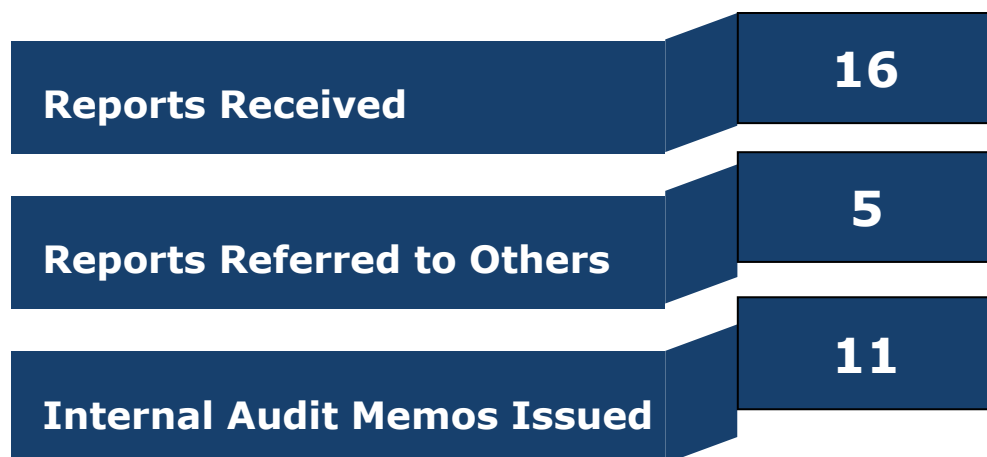 Reports Received
16
Reports Referred to Others
5
Internal Audit Memos Issued
11